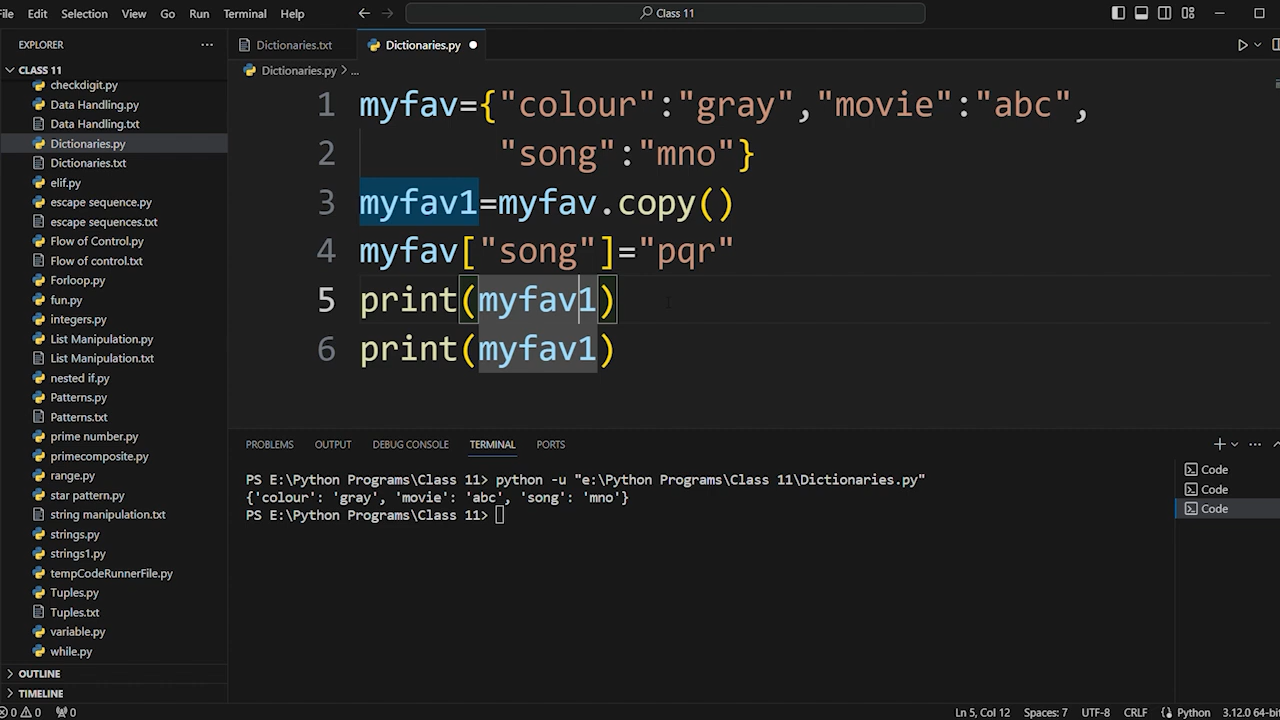 File Edit Selection View Go Run Terminal Help
Class 11
EXPLORER
CLASS 11
checkdigit.py
Data Handling.py
Data Handling.txt
Dictionaries.py
Dictionaries.txt
elif.py
escape sequence.py
escape sequences.txt
Flow of Control.py
Flow of control.txt
Forloop.py
fun.py
integers.py
List Manipulation.py
List Manipulation.txt
nested if.py
Patterns.py
Patterns.txt
prime number.py
primecomposite.py
range.py
star pattern.py
string manipulation.txt
strings.py
strings1.py
tempCodeRunnerFile.py
Tuples.py
Tuples.txt
variable.py
while.py
OUTLINE
TIMELINE
Dictionaries.txt Dictionaries.py
Dictionaries.py > ...
1 myfav={"colour":"gray","movie":"abc",
2 "song":"mno"}
3 myfav1=myfav.copy()
4 myfav["song"]="pqr"
5 print(myfav1)
6 print(myfav1)
PROBLEMS OUTPUT DEBUG CONSOLE TERMINAL PORTS
PS E:\Python Programs\Class 11> python -u "e:\Python Programs\Class 11\Dictionaries.py"
{'colour': 'gray', 'movie': 'abc', 'song': 'mno'}
PS E:\Python Programs\Class 11>
Code
Code
Code
0 0 0 Ln 5, Col 12 Spaces: 7 UTF-8 CRLF Python 3.12.0 64-bi